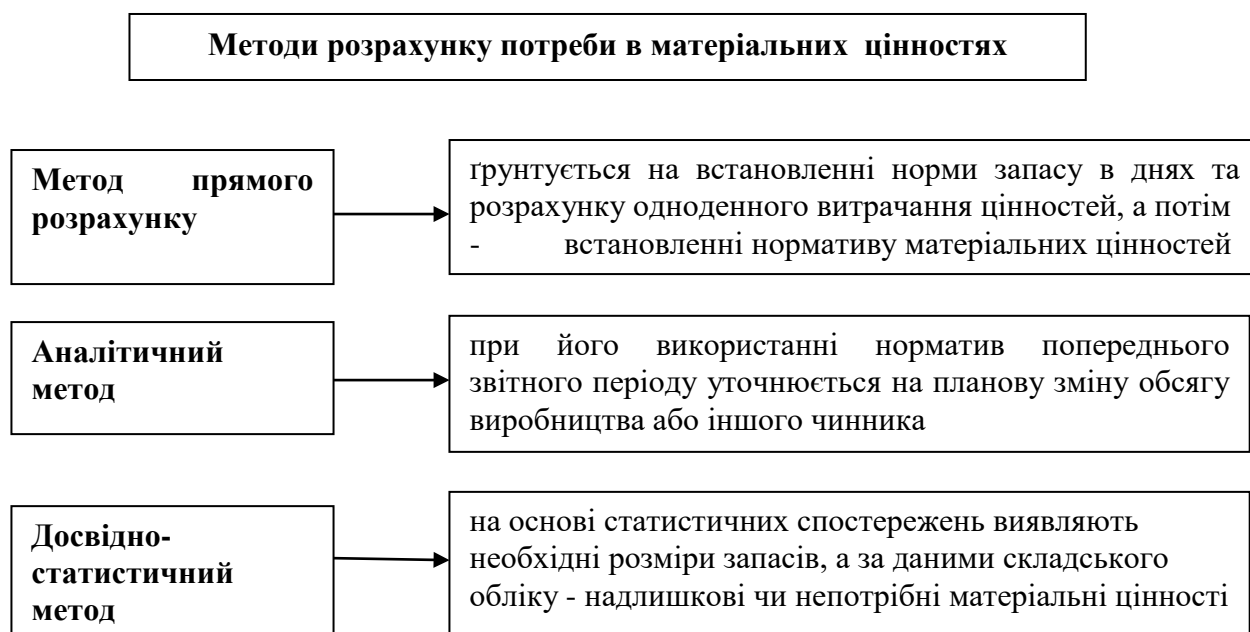 Методи розрахунку потреби в матеріальних цінностях
Метод прямого
розрахунку
ґрунтується на встановленні норми запасу в днях та
розрахунку одноденного витрачання цінностей, а потім
- встановленні нормативу матеріальних цінностей
Аналітичний
метод
при його використанні норматив попереднього
звітного періоду уточнюється на планову зміну обсягу
виробництва або іншого чинника
Досвідно-
статистичний
метод
на основі статистичних спостережень виявляють
необхідні розміри запасів, а за даними складського
обліку - надлишкові чи непотрібні матеріальні цінності